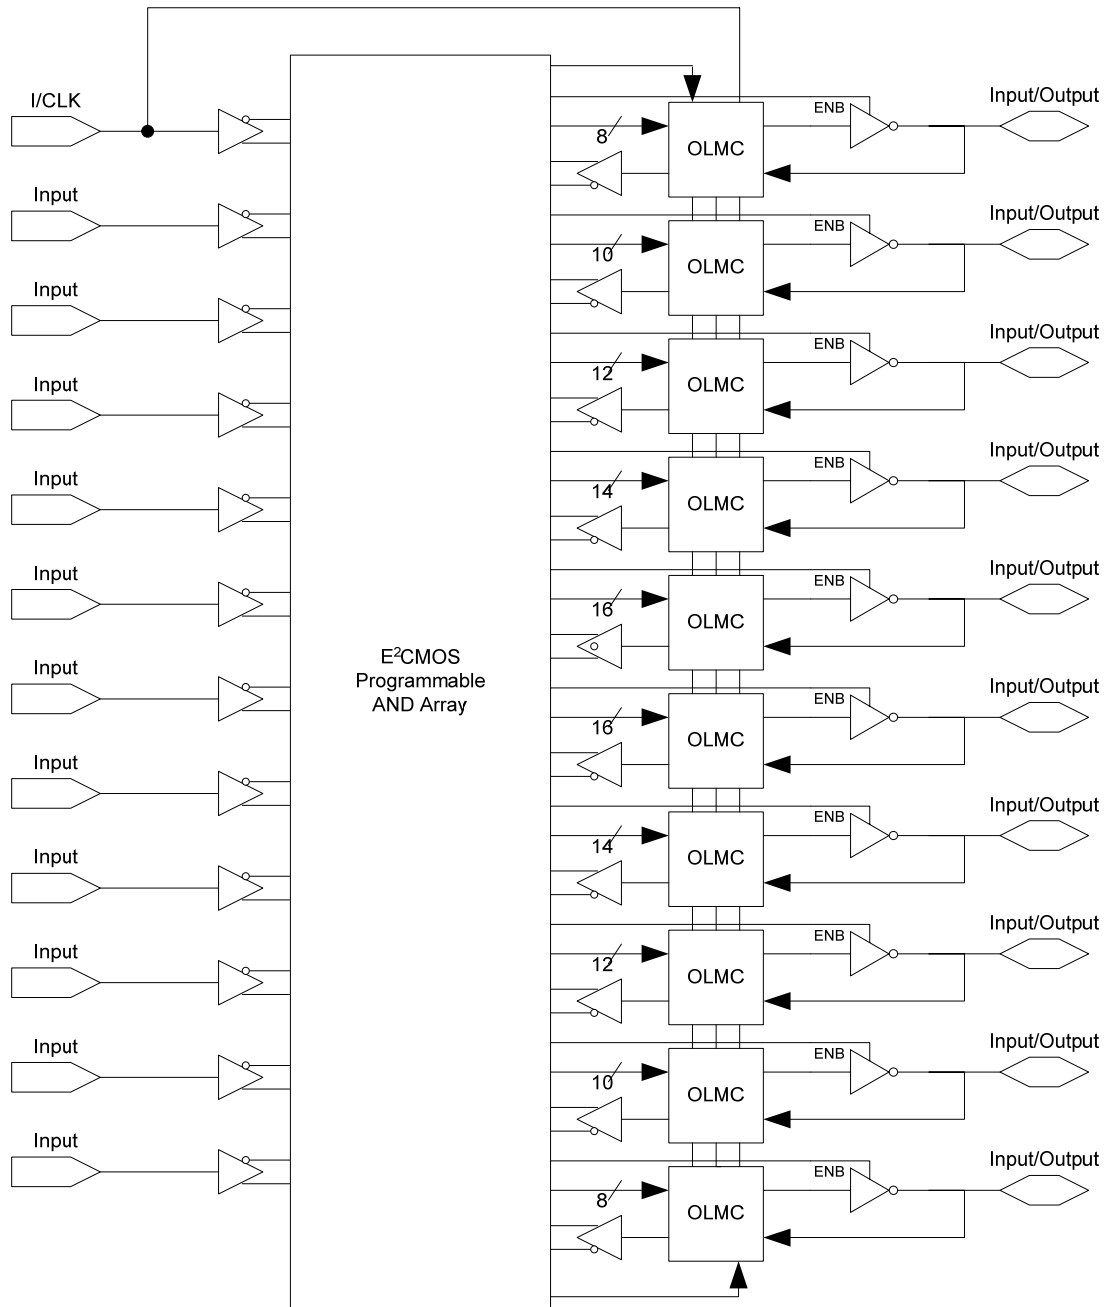 I/CLK
Input
Input
Input
Input
Input
Input
Input
Input
Input
Input
Input
E²CMOS
Programmable
AND Array
8
OLMC
ENB
Input/Output
10
OLMC
ENB
Input/Output
12
OLMC
ENB
Input/Output
14
OLMC
ENB
Input/Output
16
OLMC
ENB
Input/Output
16
OLMC
ENB
Input/Output
14
OLMC
ENB
Input/Output
12
OLMC
ENB
Input/Output
10
OLMC
ENB
Input/Output
8
OLMC
ENB
Input/Output